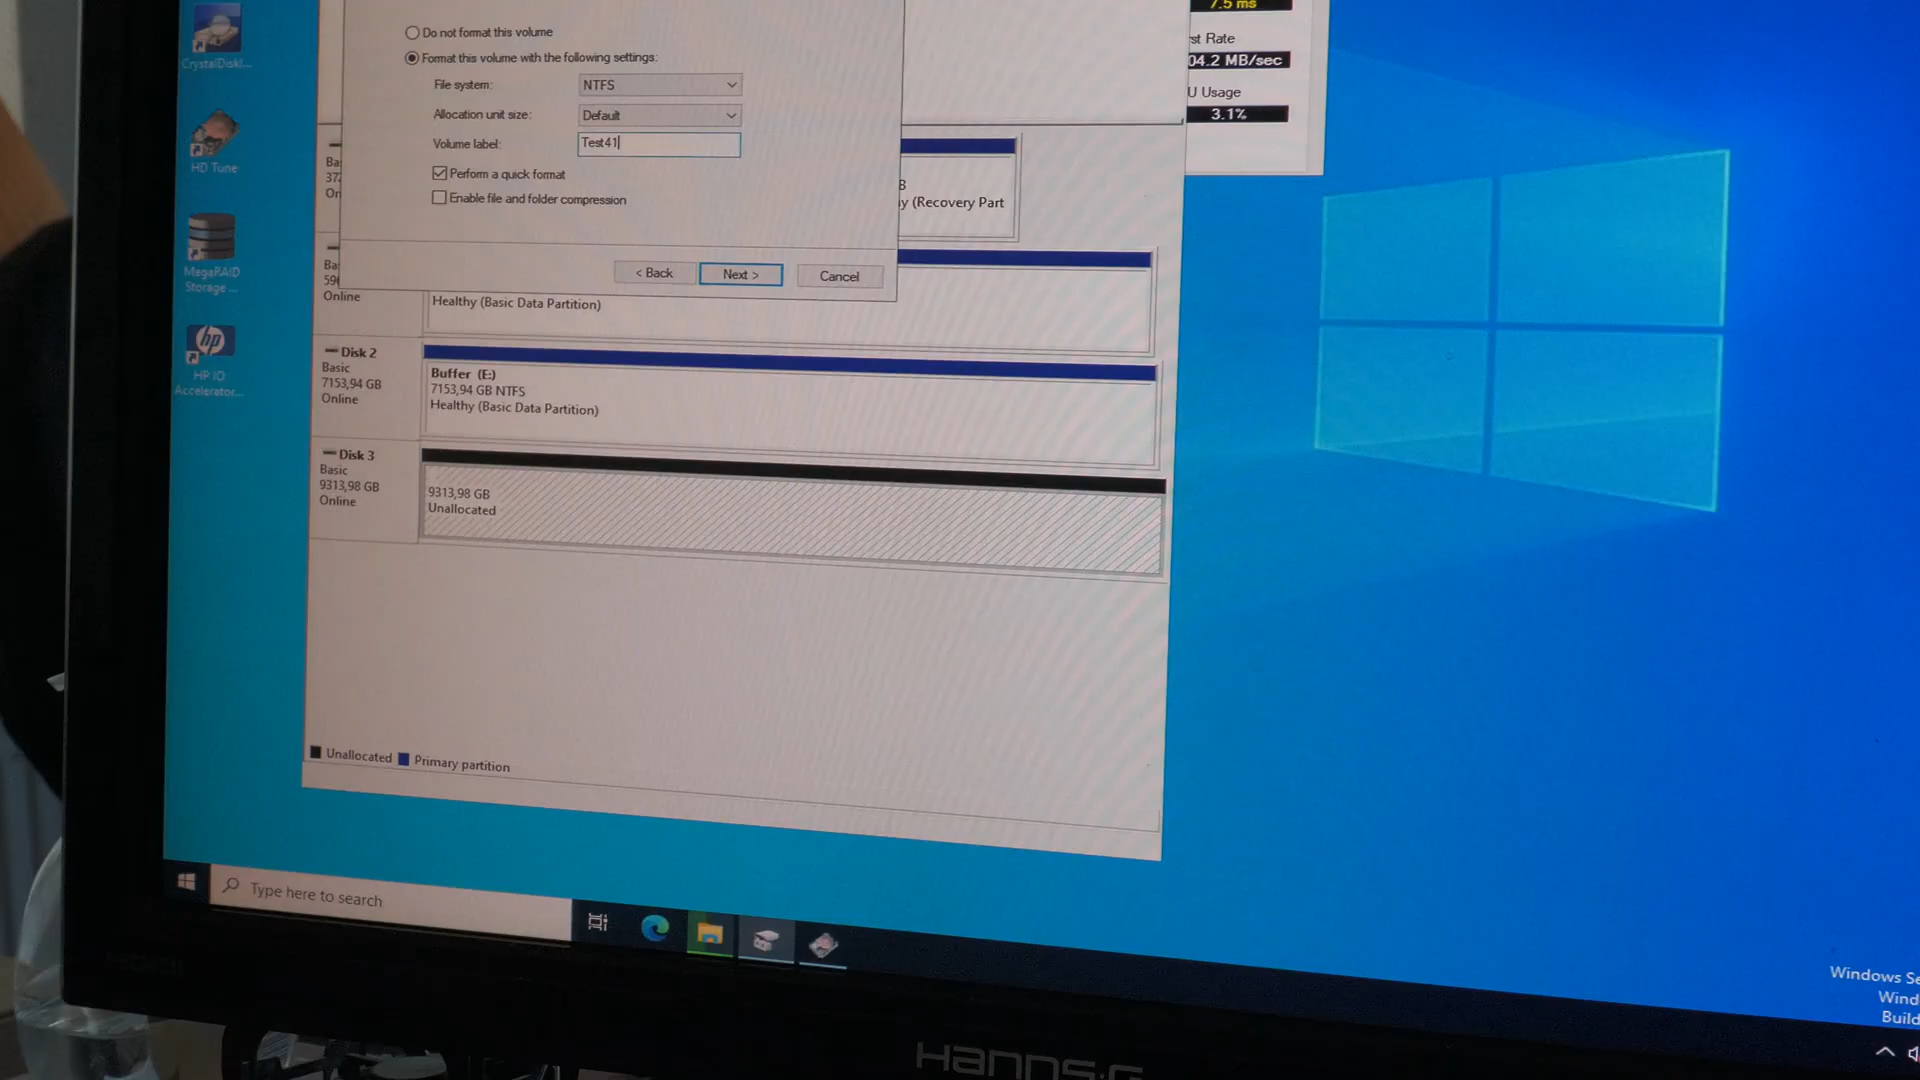 7.5 ms
Rate
04.2 MB/sec
Usage
3.1%
CrystalDiskI...
HD Tune
MegaRAID
Storage ...
HP IO
Accelerator...
hp
Do not format this volume
Format this volume with the following settings:
File system:
NTFS
Allocation unit size:
Default
Volume label:
Test41
Perform a quick format
Enable file and folder compression
< Back
Next >
Cancel
(Recovery Part
Online
Healthy (Basic Data Partition)
Disk 2
Basic
7153,94 GB
Online
Buffer (E:)
7153,94 GB NTFS
Healthy (Basic Data Partition)
Disk 3
Basic
9313,98 GB
Online
9313,98 GB
Unallocated
Unallocated
Primary partition
Type here to search
Windows Se
Wind
Build
HANNS.G